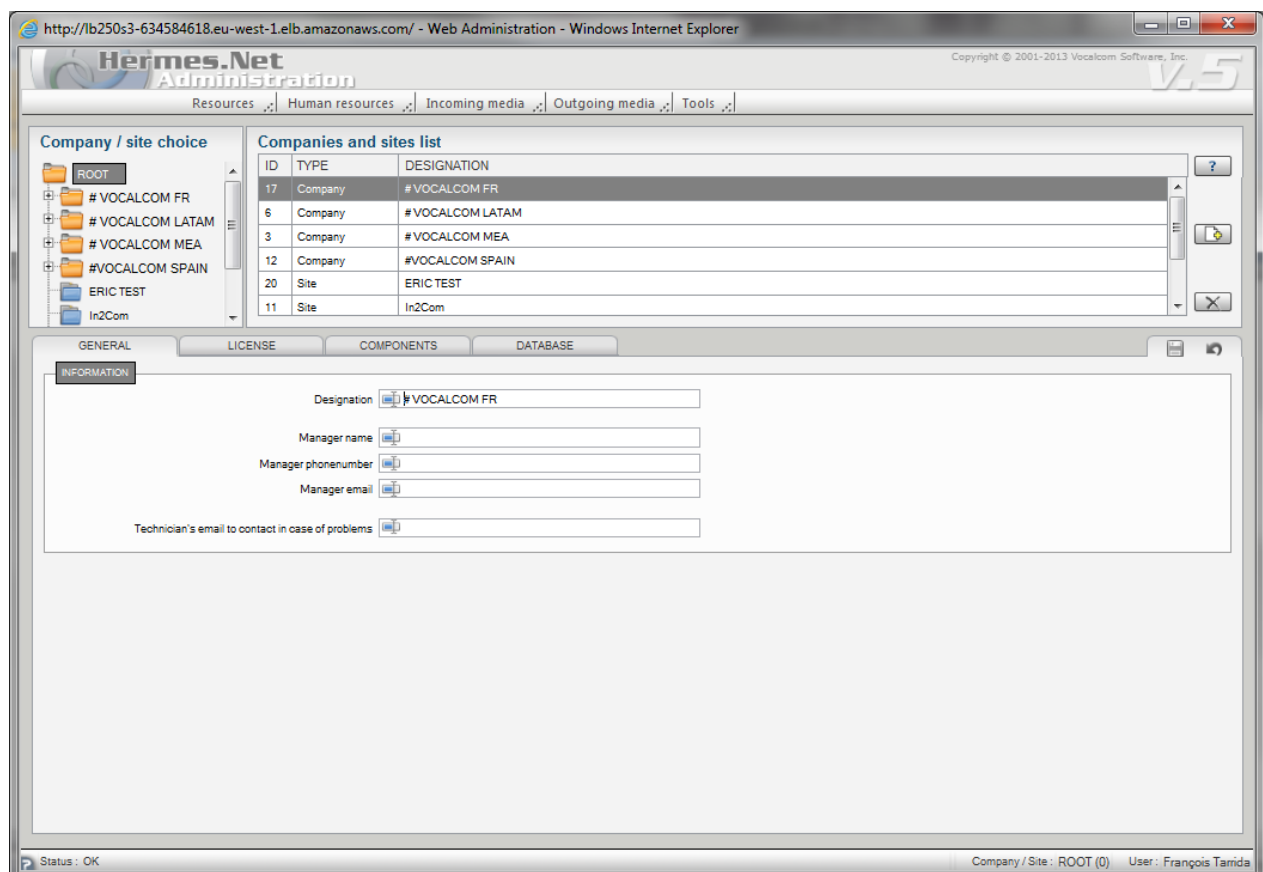 http://lb250s3-634584618.eu-west-1.elb.amazonaws.com/ - Web Administration - Windows Internet Explorer
Hermes.Net
Administration
Copyright © 2001-2013 Vocalcom Software, Inc.
V.5
Resources Human resources Incoming media Outgoing media Tools
Company / site choice
ROOT
# VOCALCOM FR
# VOCALCOM LATAM
# VOCALCOM MEA
#VOCALCOM SPAIN
ERIC TEST
In2Com
Companies and sites list
ID TYPE DESIGNATION
17 Company # VOCALCOM FR
6 Company # VOCALCOM LATAM
3 Company # VOCALCOM MEA
12 Company #VOCALCOM SPAIN
20 Site ERIC TEST
11 Site In2Com
?
GENERAL LICENSE COMPONENTS DATABASE
INFORMATION
Designation # VOCALCOM FR
Manager name
Manager phonenumber
Manager email
Technician's email to contact in case of problems
Status : OK Company / Site : ROOT (0) User : François Tarrida